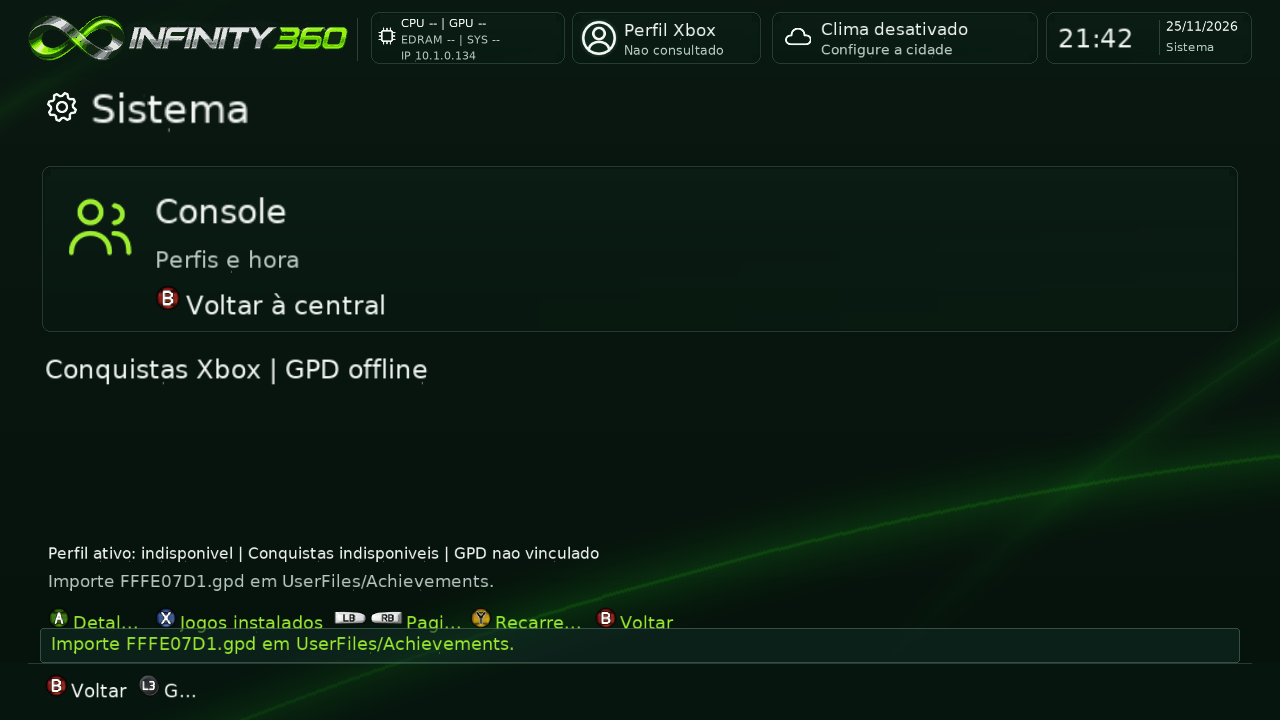 INFINITY 360
CPU -- | GPU --
EDRAM -- | SYS --
IP 10.1.0.134
Perfil Xbox
Nao consultado
Clima desativado
Configure a cidade
21:42
25/11/2026
Sistema
Sistema
Console
Perfis e hora
B Voltar à central
Conquistas Xbox | GPD offline
Perfil ativo: indisponivel | Conquistas indisponiveis | GPD nao vinculado
Importe FFFE07D1.gpd em UserFiles/Achievements.
A Detal... X Jogos instalados LB RB Pagi... Y Recarre... B Voltar
Importe FFFE07D1.gpd em UserFiles/Achievements.
B Voltar L3 G...